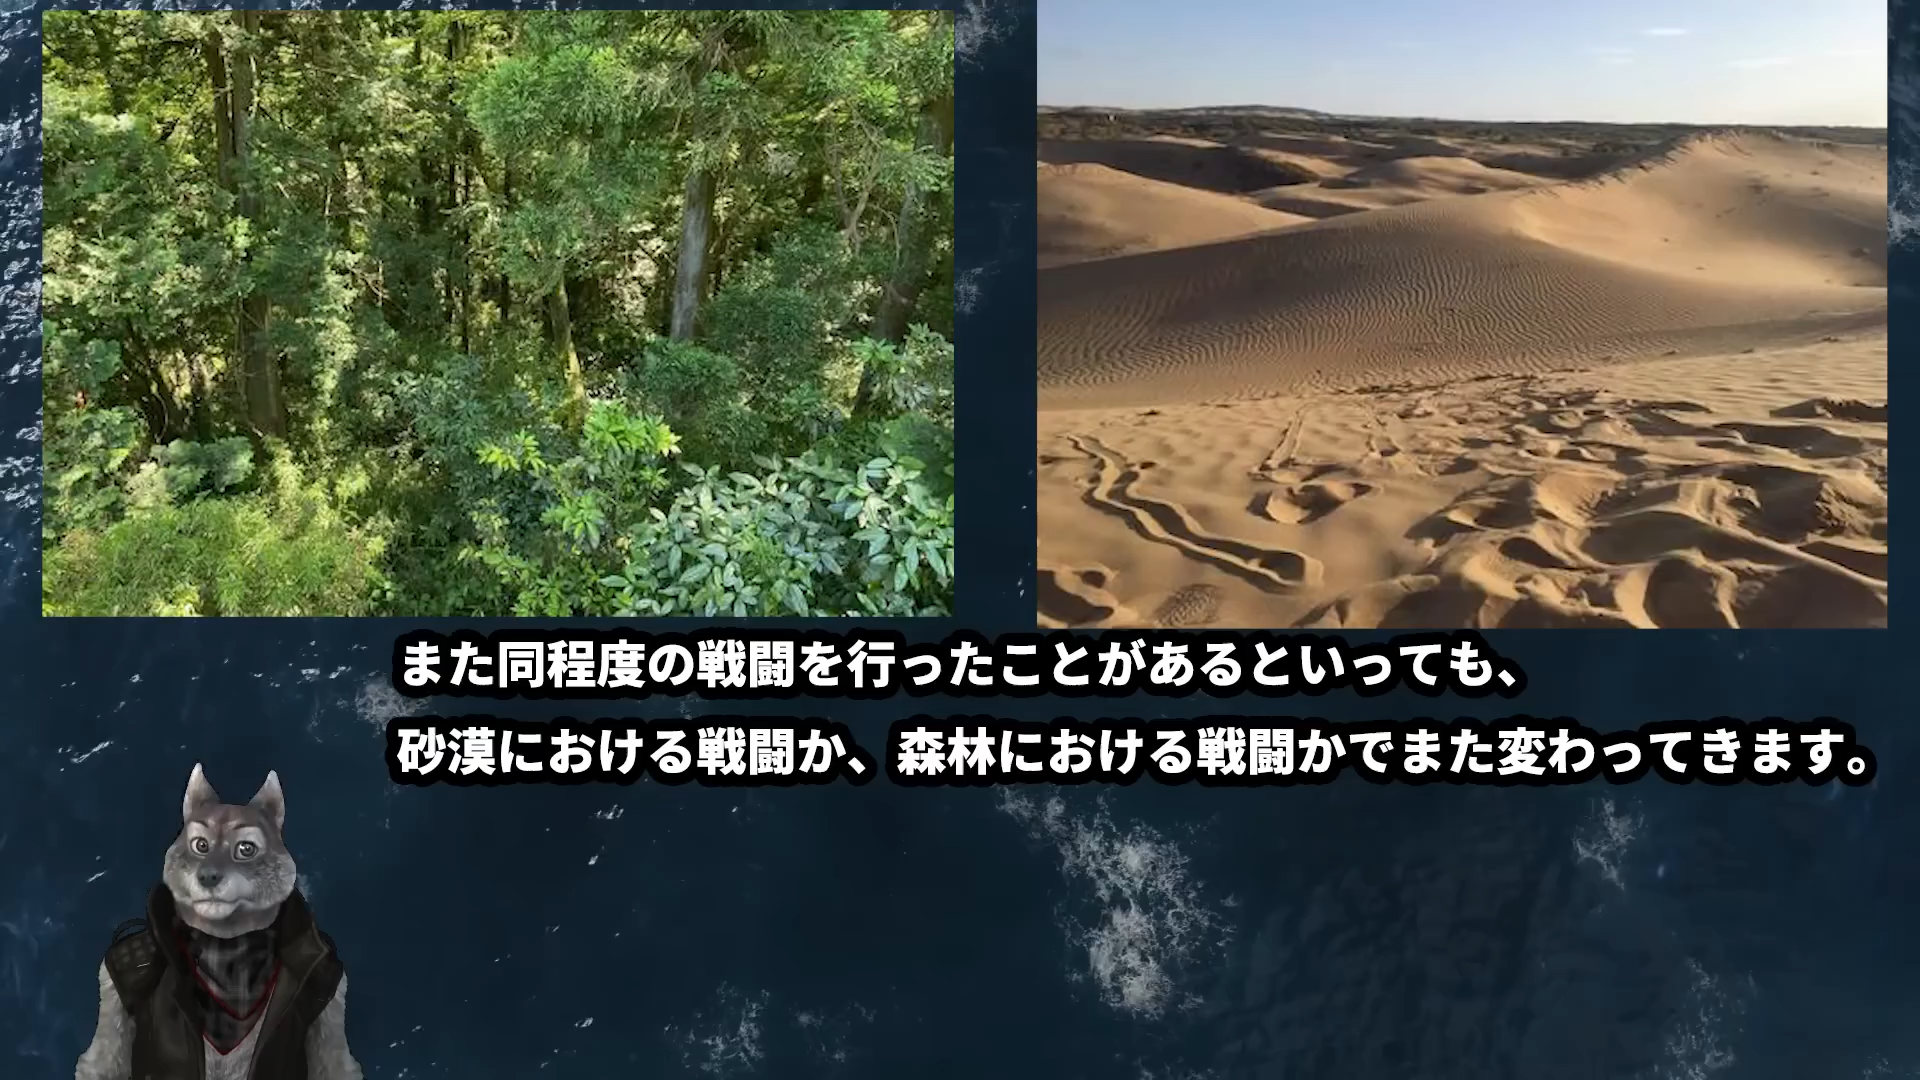 また同程度の戦闘を行ったことがあるといっても、
砂漠における戦闘か、森林における戦闘かでまた変わってきます。